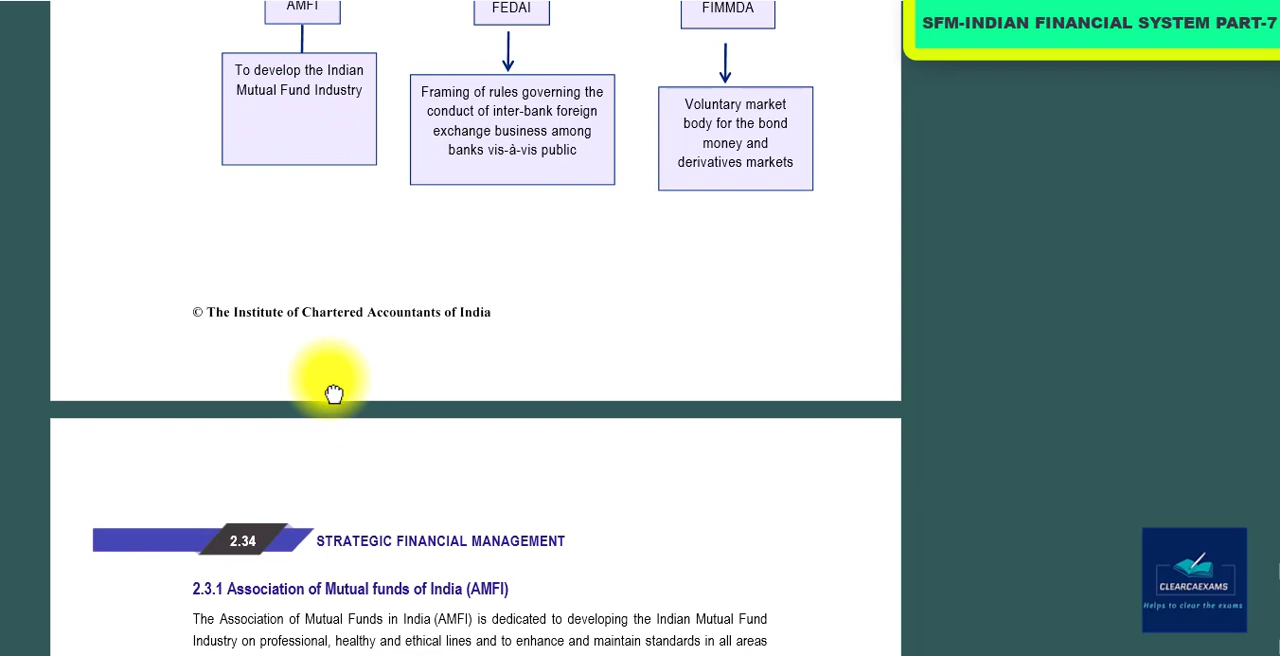 SFM-INDIAN FINANCIAL SYSTEM PART-7
AMFI
FEDAI
FIMMDA
To develop the Indian
Mutual Fund Industry
Framing of rules governing the
conduct of inter-bank foreign
exchange business among
banks vis-à-vis public
Voluntary market
body for the bond
money and
derivatives markets
© The Institute of Chartered Accountants of India
2.34
STRATEGIC FINANCIAL MANAGEMENT
2.3.1 Association of Mutual funds of India (AMFI)
The Association of Mutual Funds in India (AMFI) is dedicated to developing the Indian Mutual Fund
Industry on professional, healthy and ethical lines and to enhance and maintain standards in all areas
CLEARCAEXAMS
Helps to clear the exams